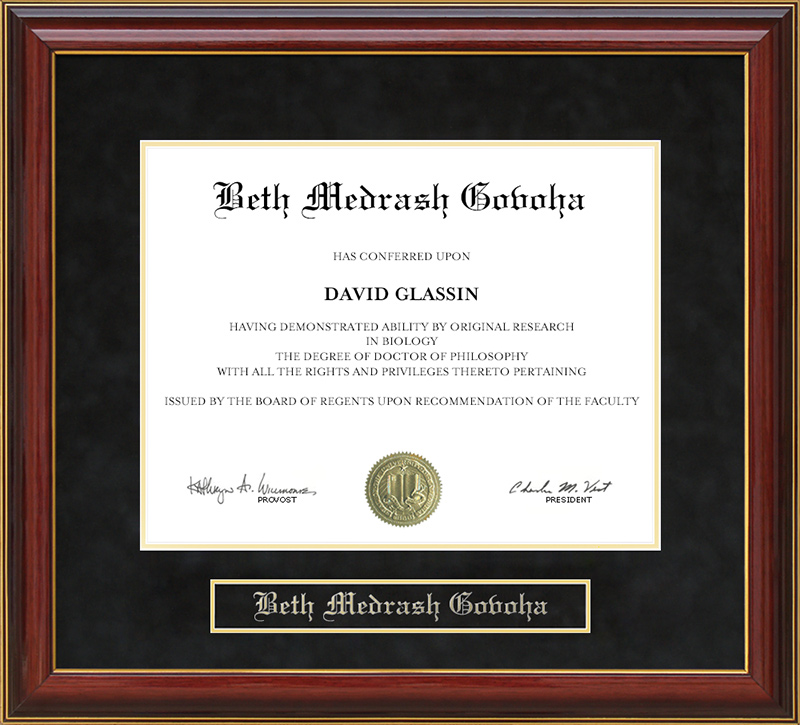 Beth Medrash Govoha
HAS CONFERRED UPON
DAVID GLASSIN
HAVING DEMONSTRATED ABILITY BY ORIGINAL RESEARCH
IN BIOLOGY
THE DEGREE OF DOCTOR OF PHILOSOPHY
WITH ALL THE RIGHTS AND PRIVILEGES THERETO PERTAINING
ISSUED BY THE BOARD OF REGENTS UPON RECOMMENDATION OF THE FACULTY
PROVOST
Charles M. Vest
PRESIDENT
Beth Medrash Govoha